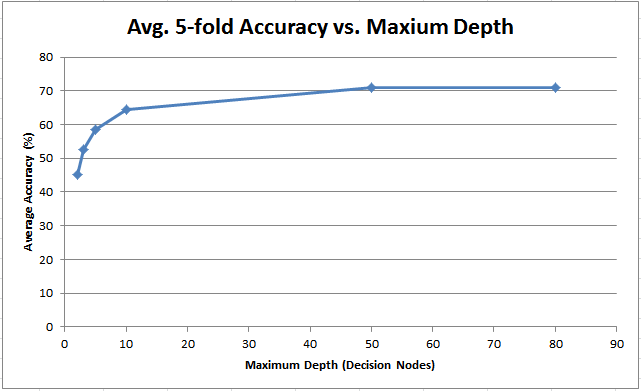 Avg. 5-fold Accuracy vs. Maxium Depth
80
70
60
50
40
30
20
10
0
Average Accuracy (%)
0 10 20 30 40 50 60 70 80 90
Maximum Depth (Decision Nodes)